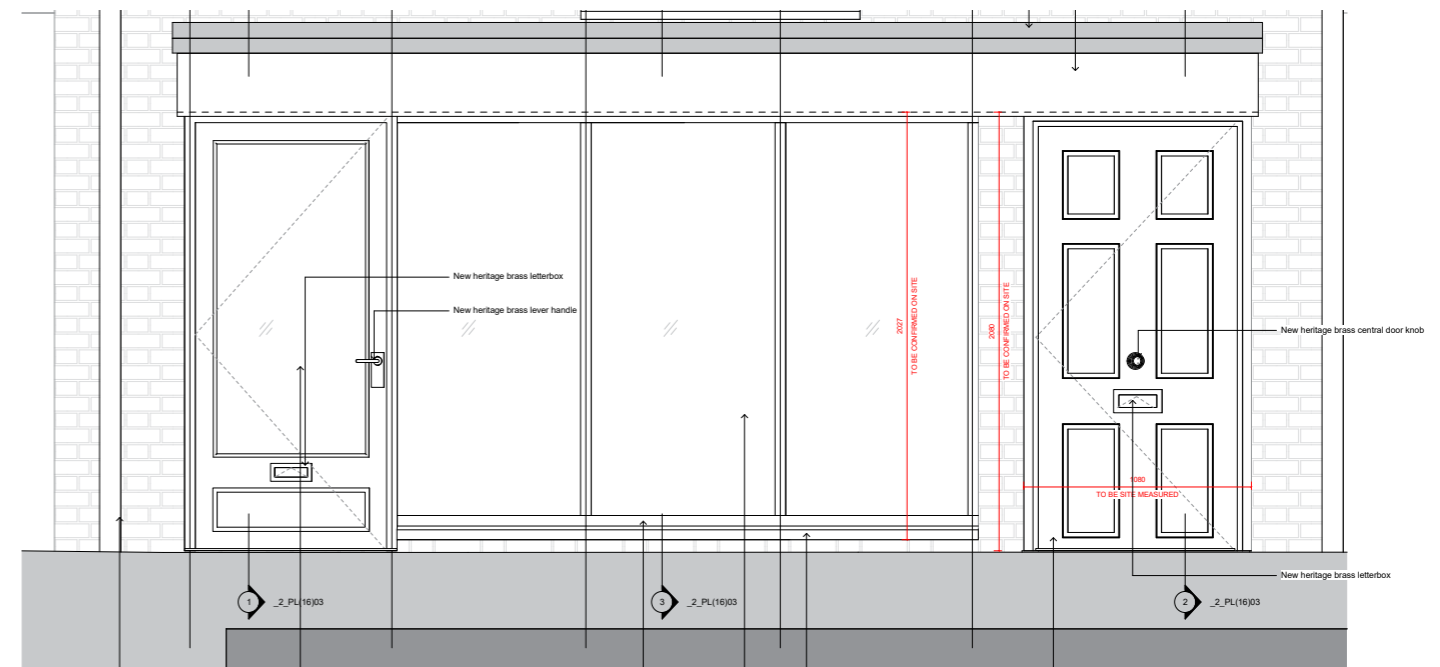 New heritage brass letterbox
New heritage brass lever handle
2027
TO BE CONFIRMED ON SITE
2080
TO BE CONFIRMED ON SITE
New heritage brass central door knob
1080
TO BE SITE MEASURED
New heritage brass letterbox
1 _2_PL(16)03
3 _2_PL(16)03
2 _2_PL(16)03